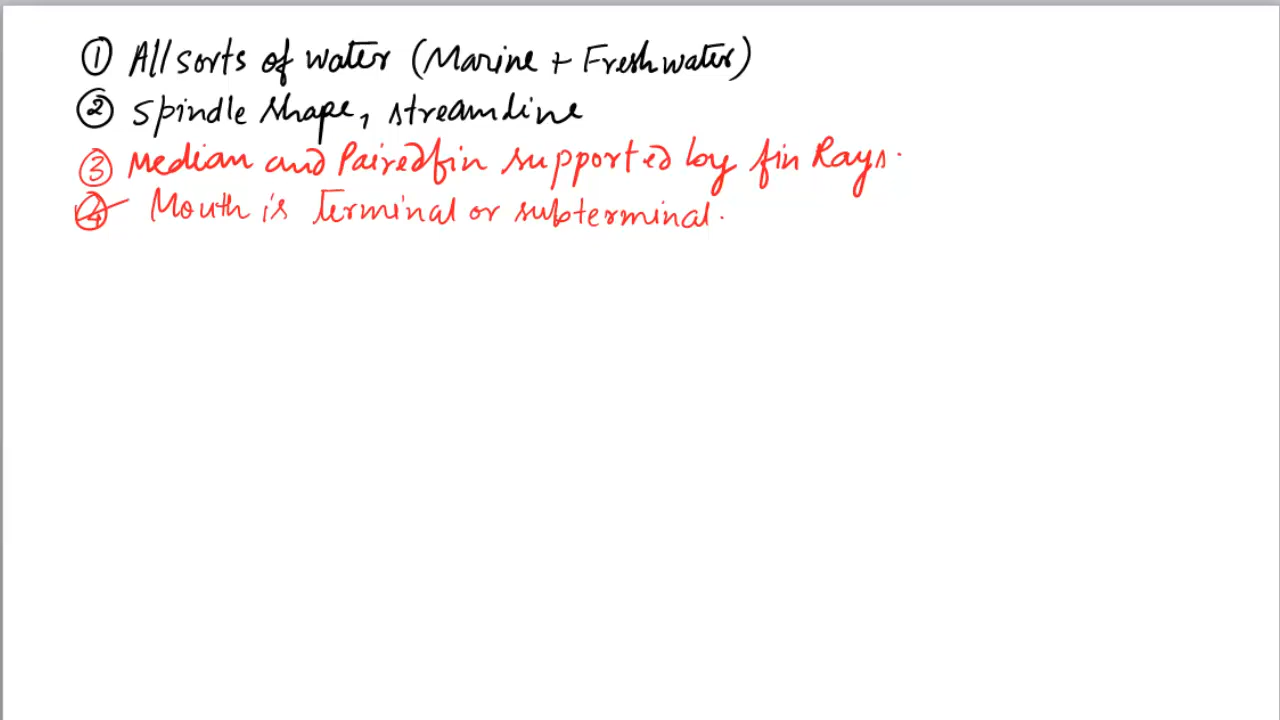 ① All sorts of water (Marine + Freshwater)
② Spindle shape, streamline
③ Median and Paired fin supported by fin Rays.
④ Mouth is Terminal or subterminal.